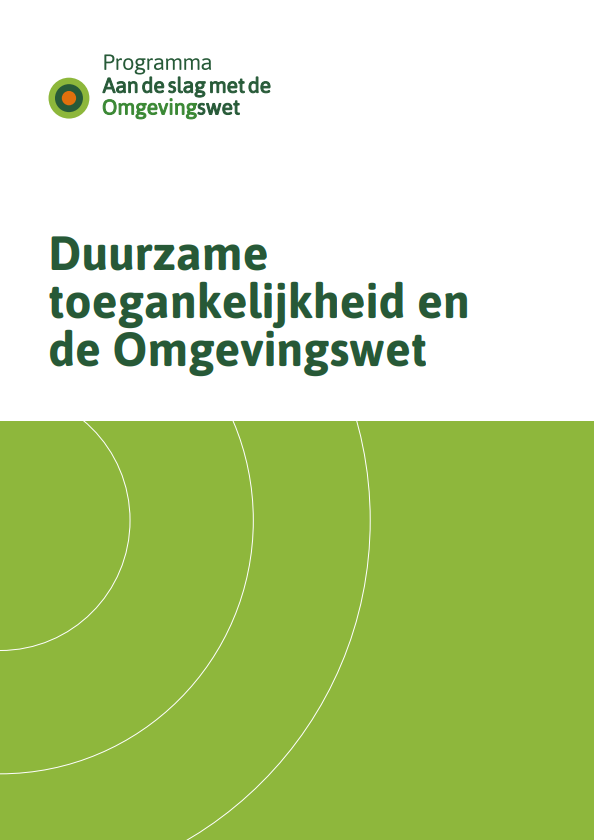 Programma
Aan de slag met de
Omgevingswet
Duurzame
toegankelijkheid en
de Omgevingswet